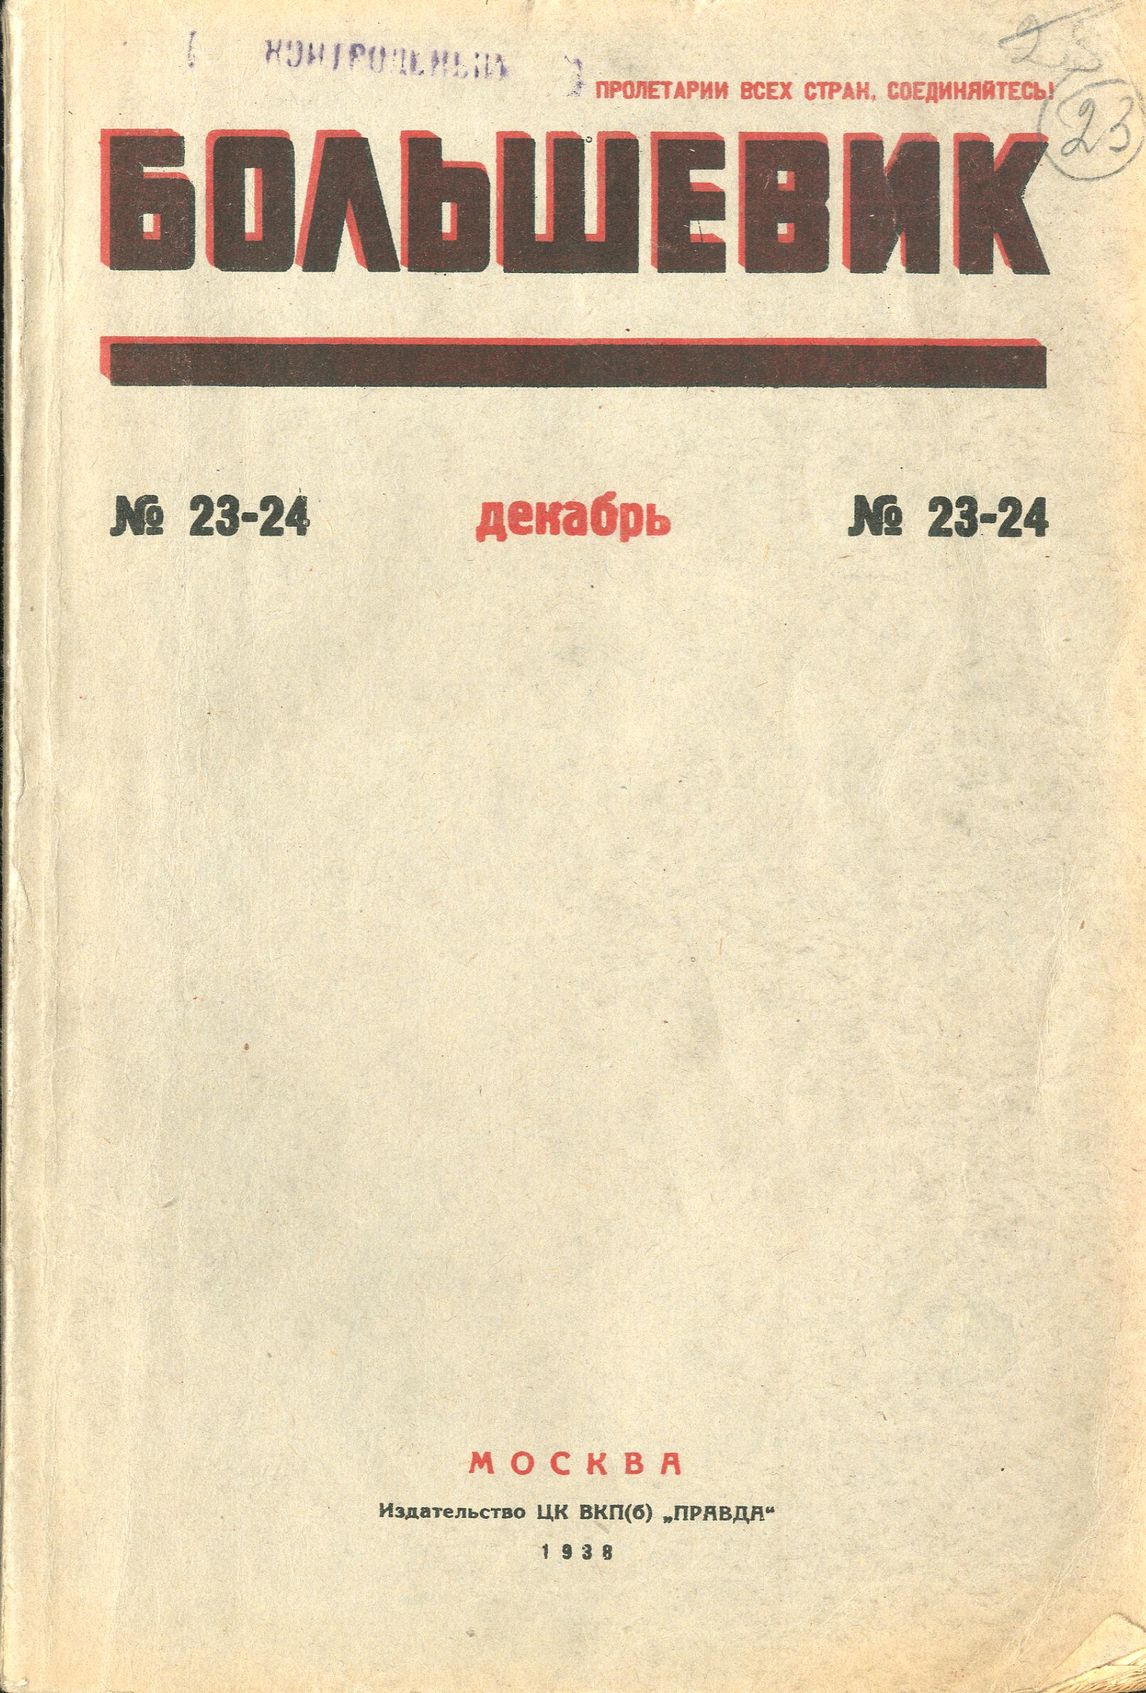 КОНТРОЛЬНЫЙ
ПРОЛЕТАРИИ ВСЕХ СТРАН, СОЕДИНЯЙТЕСЬ!
23
БОЛЬШЕВИК
№ 23-24 декабрь № 23-24
МОСКВА
Издательство ЦК ВКП(б) „ПРАВДА“
1938